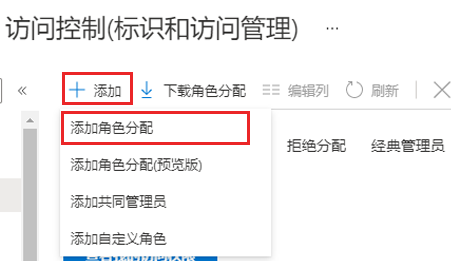 访问控制(标识和访问管理) ...
« + 添加 下载角色分配 编辑列 刷新
添加角色分配
拒绝分配 经典管理员
添加角色分配(预览版)
添加共同管理员
添加自定义角色